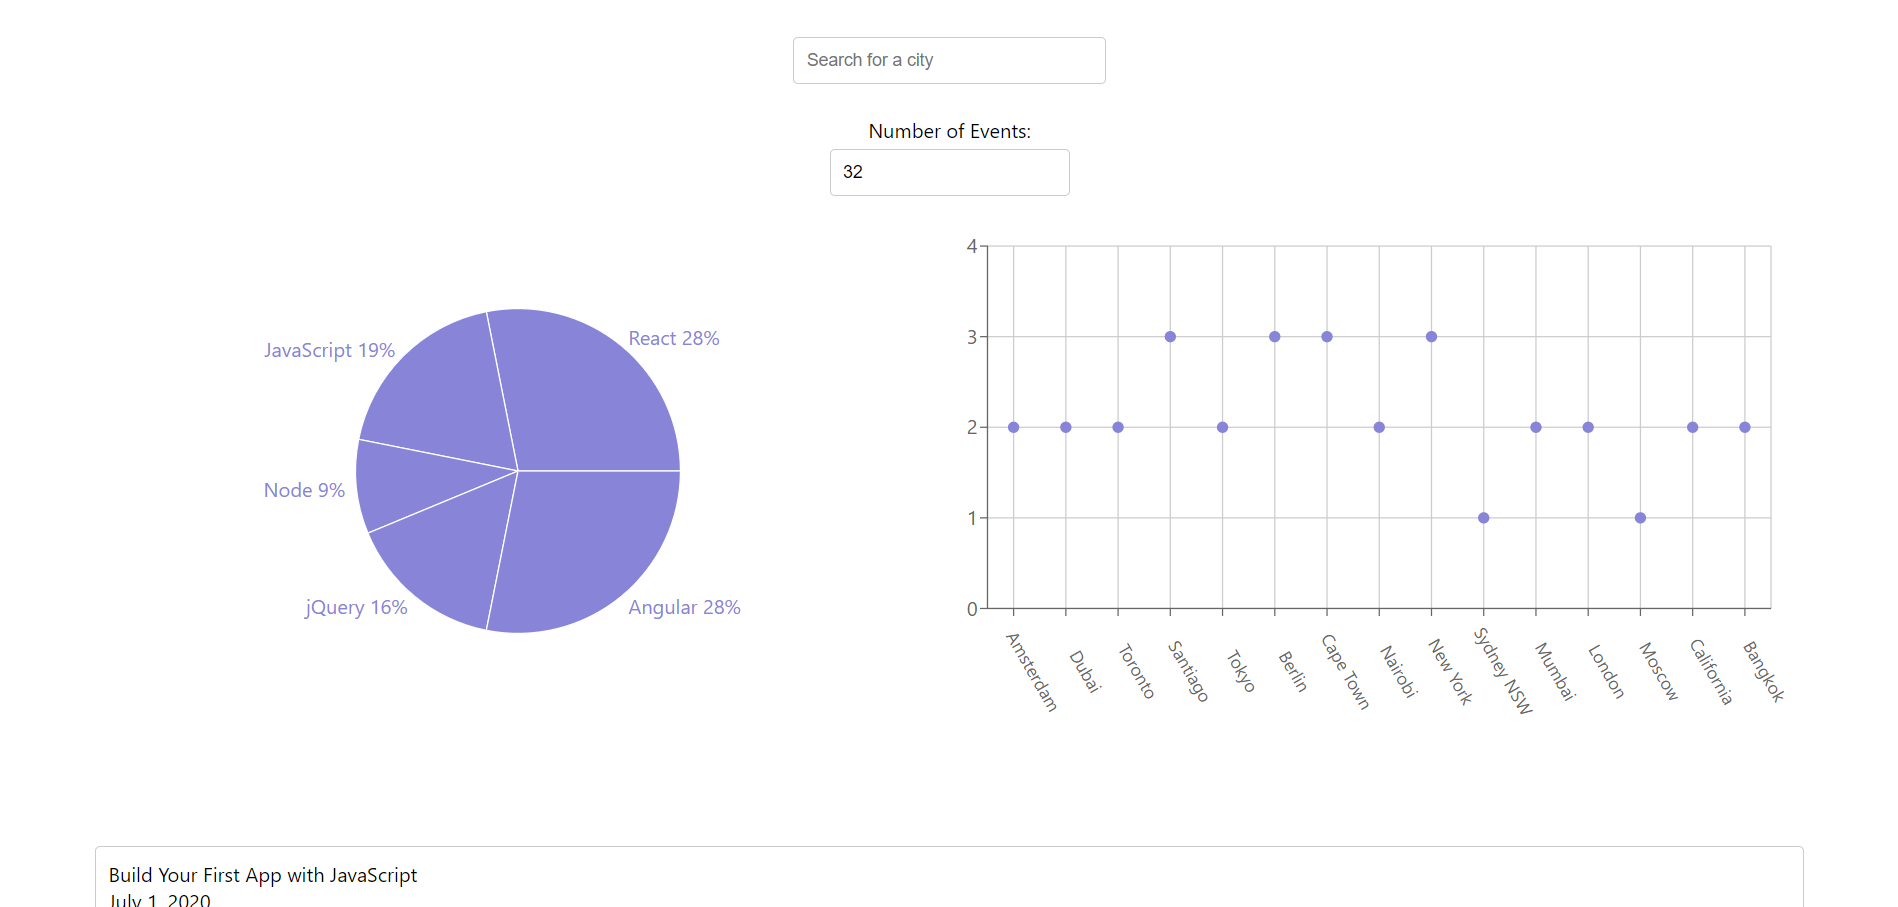 Search for a city
Number of Events:
32
JavaScript 19%
React 28%
Node 9%
jQuery 16%
Angular 28%
4
3
2
1
0
Amsterdam
Dubai
Toronto
Santiago
Tokyo
Berlin
Cape Town
Nairobi
New York
Sydney NSW
Mumbai
London
Moscow
California
Bangkok
Build Your First App with JavaScript
July 1, 2020